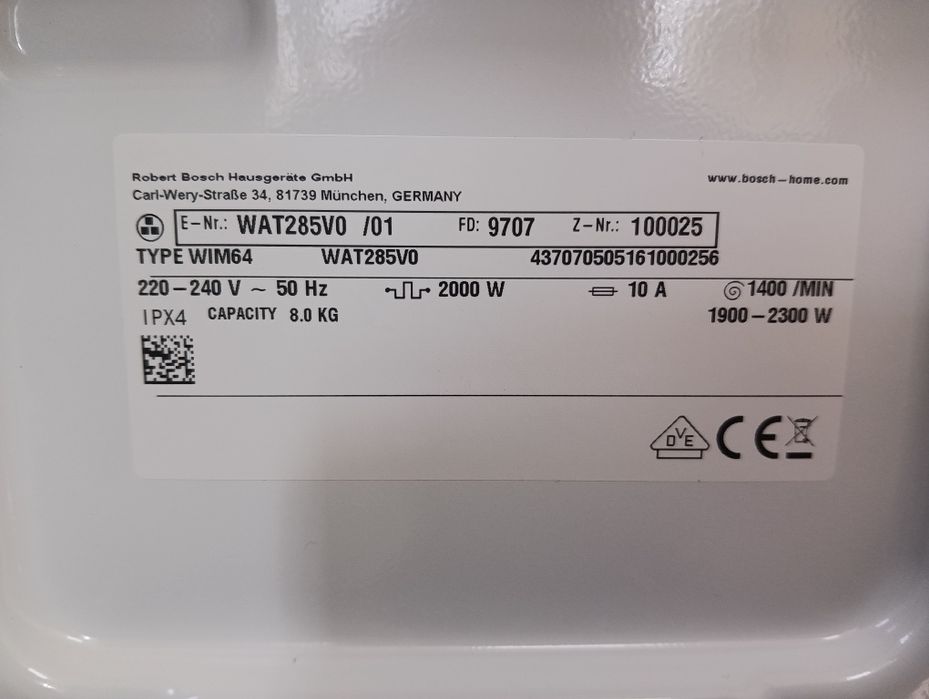 Robert Bosch Hausgeräte GmbH
www.bosch-home.com
Carl-Wery-Straße 34, 81739 München, GERMANY
E-Nr.: WAT285V0 /01 FD: 9707 Z-Nr.: 100025
TYPE WIM64 WAT285V0 437070505161000256
220-240 V ~ 50 Hz 2000 W 10 A 1400 /MIN
IPX4 CAPACITY 8.0 KG 1900-2300 W
DVE CE